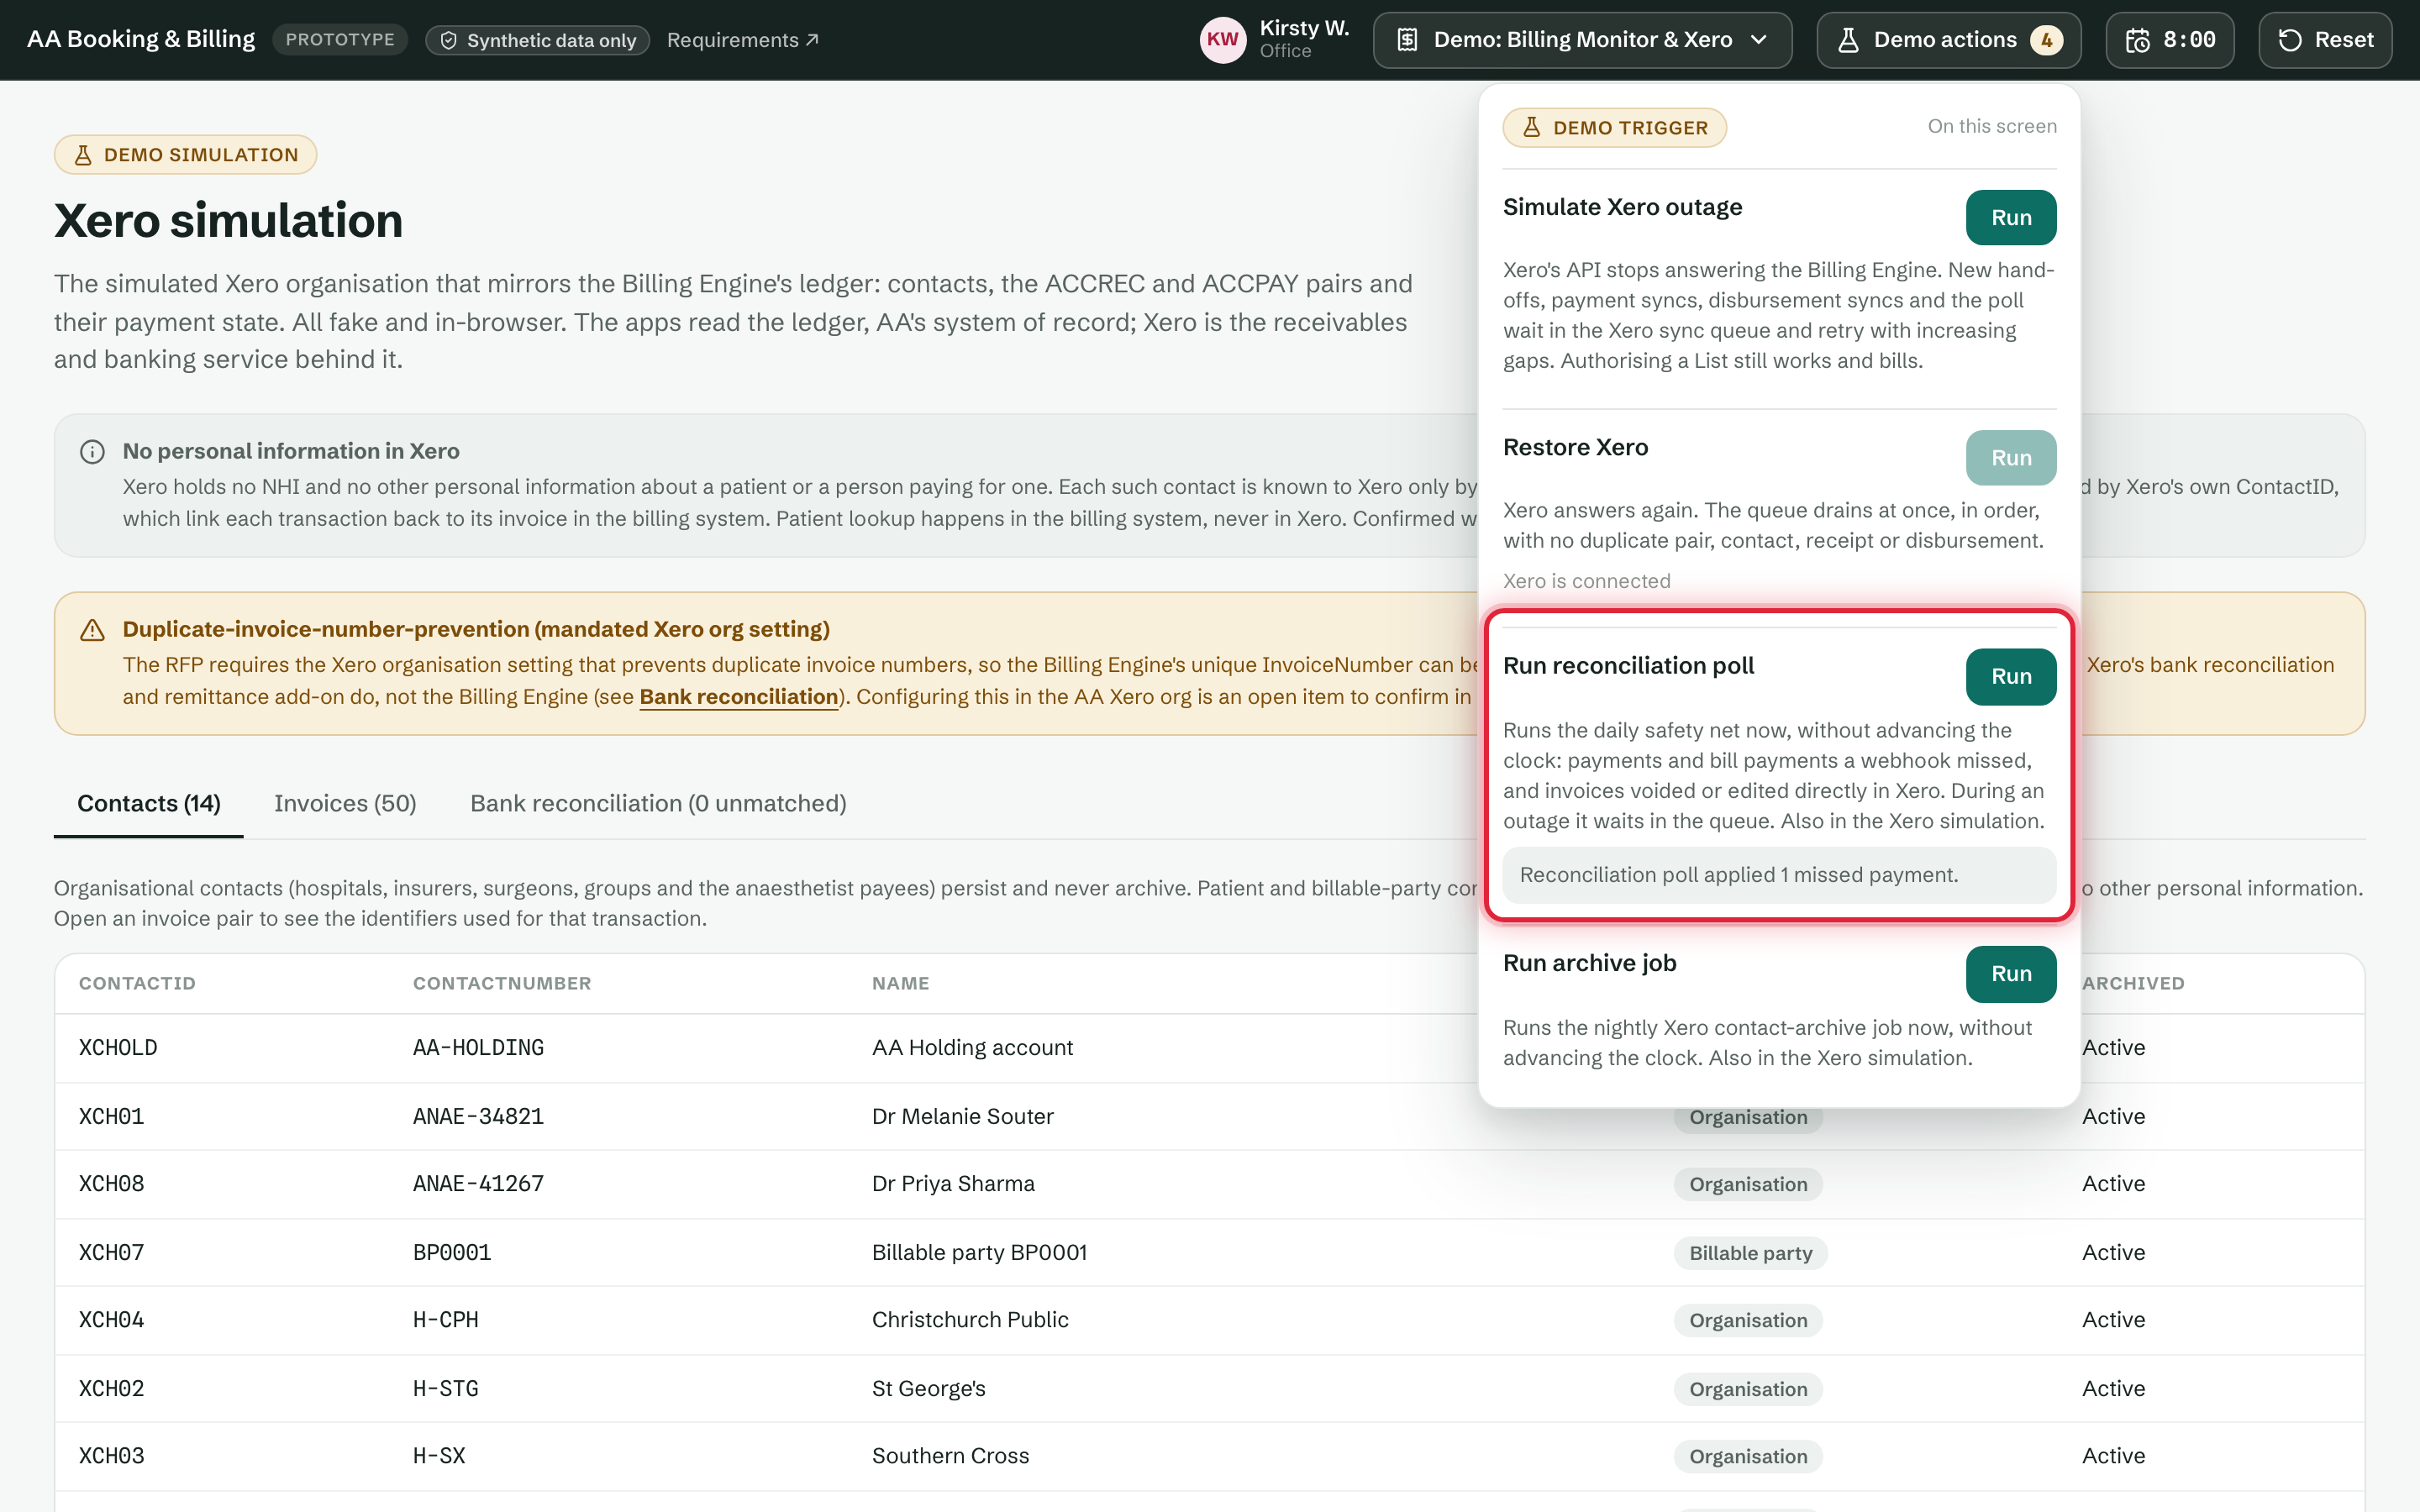 AA Booking & Billing
PROTOTYPE
Synthetic data only
Requirements ↗
KW
Kirsty W.
Office
Demo: Billing Monitor & Xero
Demo actions 4
8:00
Reset
DEMO SIMULATION
Xero simulation
The simulated Xero organisation that mirrors the Billing Engine's ledger: contacts, the ACCREC and ACCPAY pairs and
their payment state. All fake and in-browser. The apps read the ledger, AA's system of record; Xero is the receivables
and banking service behind it.
No personal information in Xero
Xero holds no NHI and no other personal information about a patient or a person paying for one. Each such contact is known to Xero only by
d by Xero's own ContactID,
which link each transaction back to its invoice in the billing system. Patient lookup happens in the billing system, never in Xero. Confirmed w
Duplicate-invoice-number-prevention (mandated Xero org setting)
The RFP requires the Xero organisation setting that prevents duplicate invoice numbers, so the Billing Engine's unique InvoiceNumber can be
Xero's bank reconciliation
and remittance add-on do, not the Billing Engine (see Bank reconciliation). Configuring this in the AA Xero org is an open item to confirm in
Contacts (14)
Invoices (50)
Bank reconciliation (0 unmatched)
Organisational contacts (hospitals, insurers, surgeons, groups and the anaesthetist payees) persist and never archive. Patient and billable-party cor
o other personal information.
Open an invoice pair to see the identifiers used for that transaction.
CONTACTID CONTACTNUMBER NAME ARCHIVED
XCHOLD AA-HOLDING AA Holding account Active
XCH01 ANAE-34821 Dr Melanie Souter Organisation Active
XCH08 ANAE-41267 Dr Priya Sharma Organisation Active
XCH07 BP0001 Billable party BP0001 Billable party Active
XCH04 H-CPH Christchurch Public Organisation Active
XCH02 H-STG St George's Organisation Active
XCH03 H-SX Southern Cross Organisation Active
DEMO TRIGGER
On this screen
Simulate Xero outage
Run
Xero's API stops answering the Billing Engine. New hand-
offs, payment syncs, disbursement syncs and the poll
wait in the Xero sync queue and retry with increasing
gaps. Authorising a List still works and bills.
Restore Xero
Run
Xero answers again. The queue drains at once, in order,
with no duplicate pair, contact, receipt or disbursement.
Xero is connected
Run reconciliation poll
Run
Runs the daily safety net now, without advancing the
clock: payments and bill payments a webhook missed,
and invoices voided or edited directly in Xero. During an
outage it waits in the queue. Also in the Xero simulation.
Reconciliation poll applied 1 missed payment.
Run archive job
Run
Runs the nightly Xero contact-archive job now, without
advancing the clock. Also in the Xero simulation.